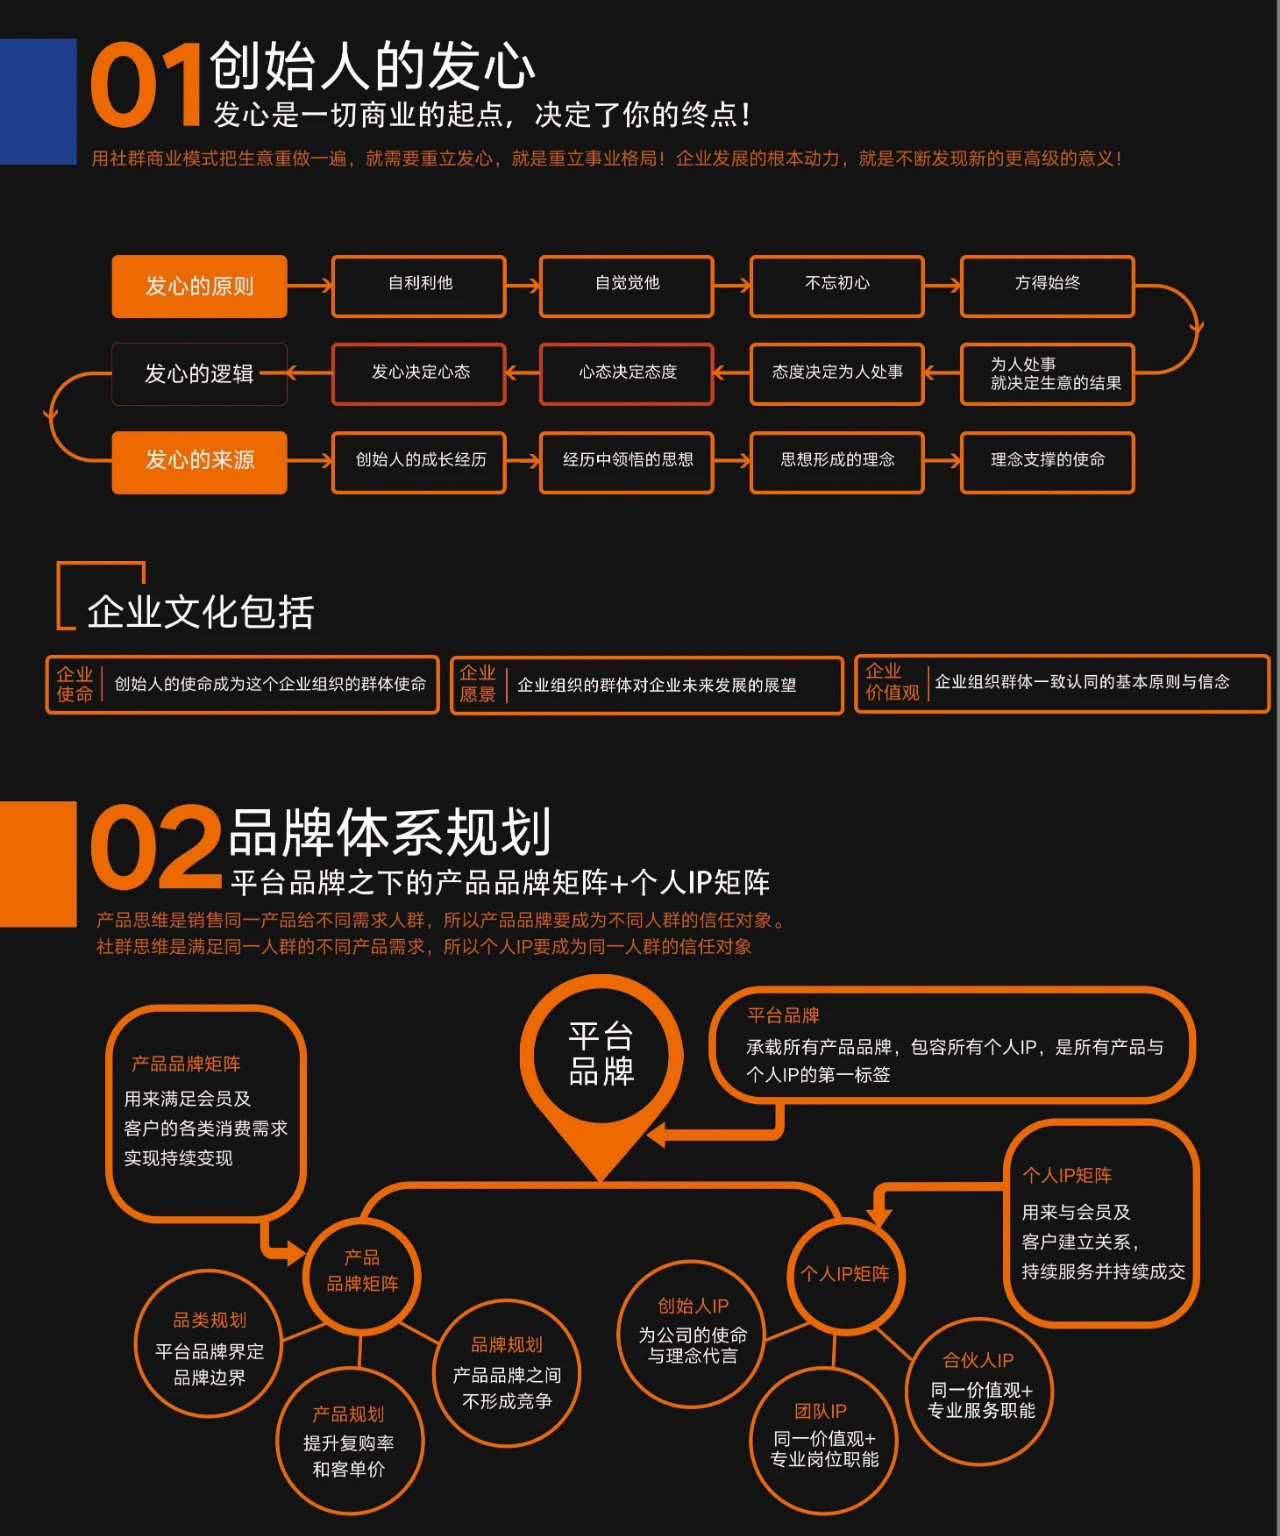 01
创始人的发心
发心是一切商业的起点，决定了你的终点！
用社群商业模式把生意重做一遍，就需要重立发心，就是重立事业格局！企业发展的根本动力，就是不断发现新的更高级的意义！
发心的原则
自利利他
自觉觉他
不忘初心
方得始终
发心的逻辑
发心决定心态
心态决定态度
态度决定为人处事
为人处事
就决定生意的结果
发心的来源
创始人的成长经历
经历中领悟的思想
思想形成的理念
理念支撑的使命
企业文化包括
企业
使命
创始人的使命成为这个企业组织的群体使命
企业
愿景
企业组织的群体对企业未来发展的展望
企业
价值观
企业组织群体一致认同的基本原则与信念
02
品牌体系规划
平台品牌之下的产品品牌矩阵+个人IP矩阵
产品思维是销售同一产品给不同需求人群，所以产品品牌要成为不同人群的信任对象。
社群思维是满足同一人群的不同产品需求，所以个人IP要成为同一人群的信任对象
平台
品牌
平台品牌
承载所有产品品牌，包容所有个人IP，是所有产品与
个人IP的第一标签
产品品牌矩阵
用来满足会员及
客户的各类消费需求
实现持续变现
个人IP矩阵
用来与会员及
客户建立关系，
持续服务并持续成交
产品
品牌矩阵
个人IP矩阵
品类规划
平台品牌界定
品牌边界
产品规划
提升复购率
和客单价
品牌规划
产品品牌之间
不形成竞争
创始人IP
为公司的使命
与理念代言
团队IP
同一价值观+
专业岗位职能
合伙人IP
同一价值观+
专业服务职能